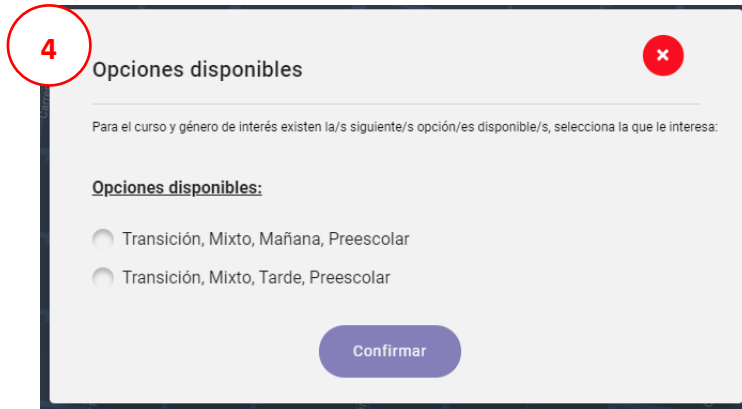 4
Opciones disponibles
Para el curso y género de interés existen la/s siguiente/s opción/es disponible/s, selecciona la que le interesa:
Opciones disponibles:
Transición, Mixto, Mañana, Preescolar
Transición, Mixto, Tarde, Preescolar
Confirmar